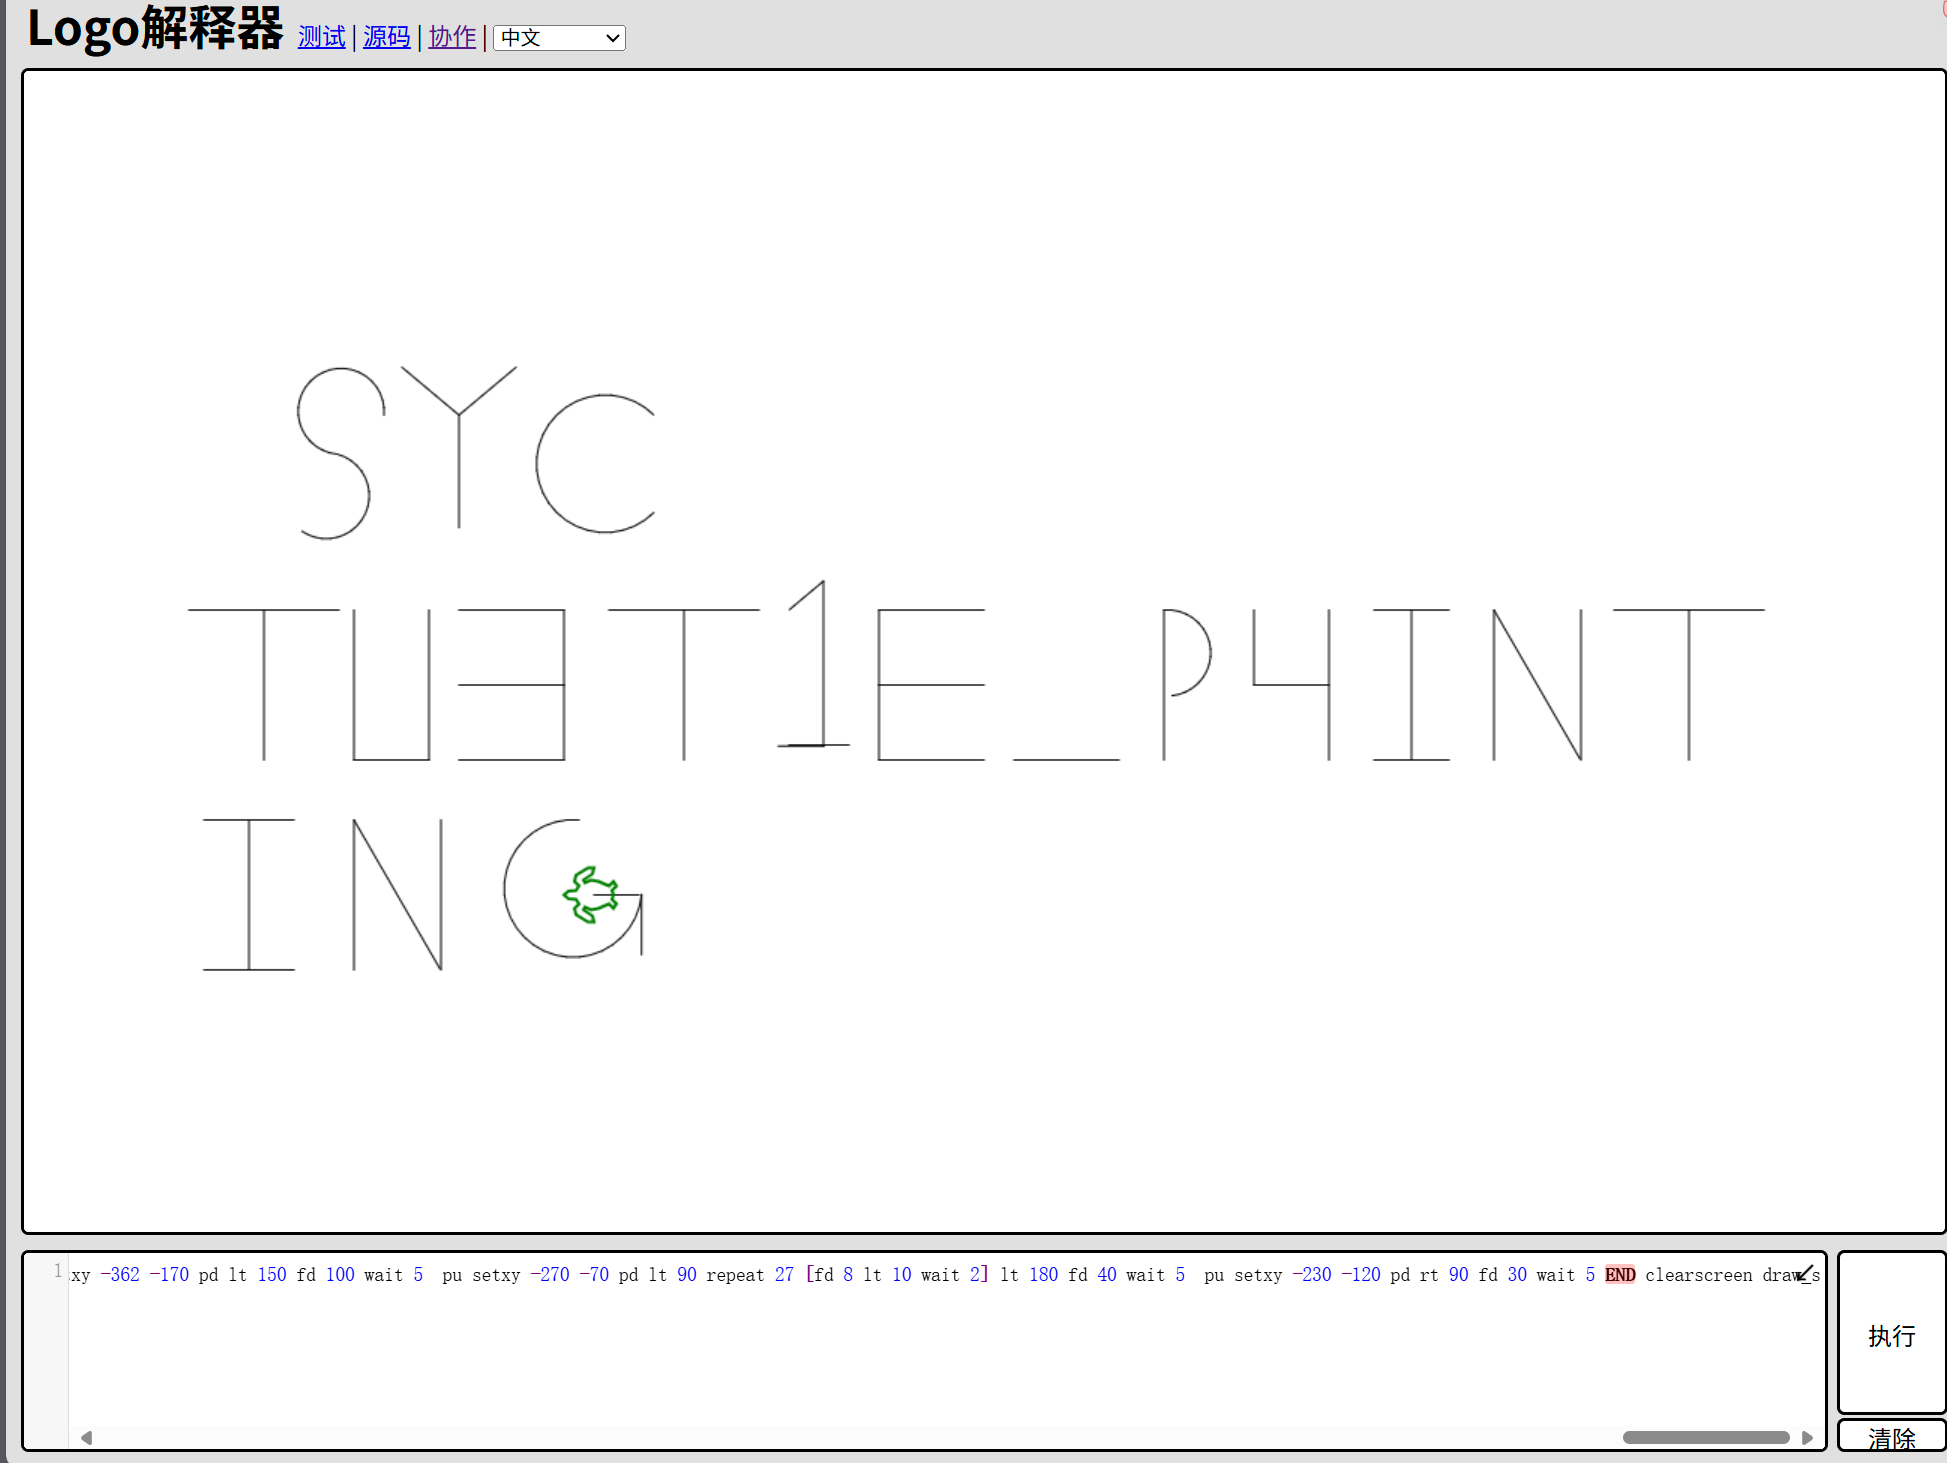 Logo解释器 测试 | 源码 | 协作 | 中文
SYC
TU3T1E_P4INT
ING
1 xy -362 -170 pd lt 150 fd 100 wait 5 pu setxy -270 -70 pd lt 90 repeat 27 [fd 8 lt 10 wait 2] lt 180 fd 40 wait 5 pu setxy -230 -120 pd rt 90 fd 30 wait 5 END clearscreen draw_s
执行
清除